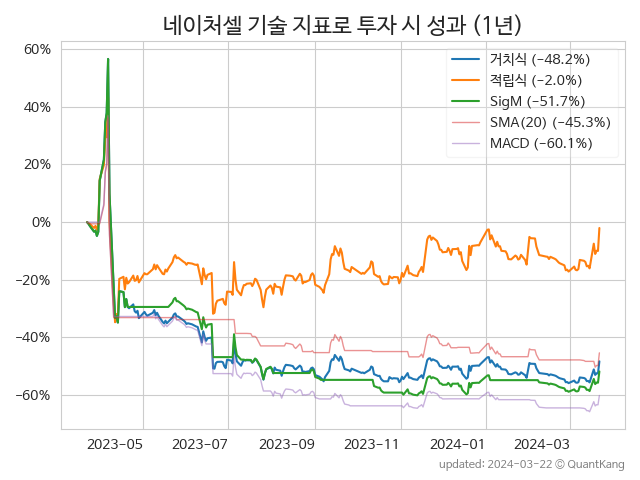 네이처셀 기술 지표로 투자 시 성과 (1년)
60%
40%
20%
0%
−20%
−40%
−60%
거치식 (−48.2%)
적립식 (−2.0%)
SigM (−51.7%)
SMA(20) (−45.3%)
MACD (−60.1%)
2023−05
2023−07
2023−09
2023−11
2024−01
2024−03
updated: 2024−03−22 © QuantKang